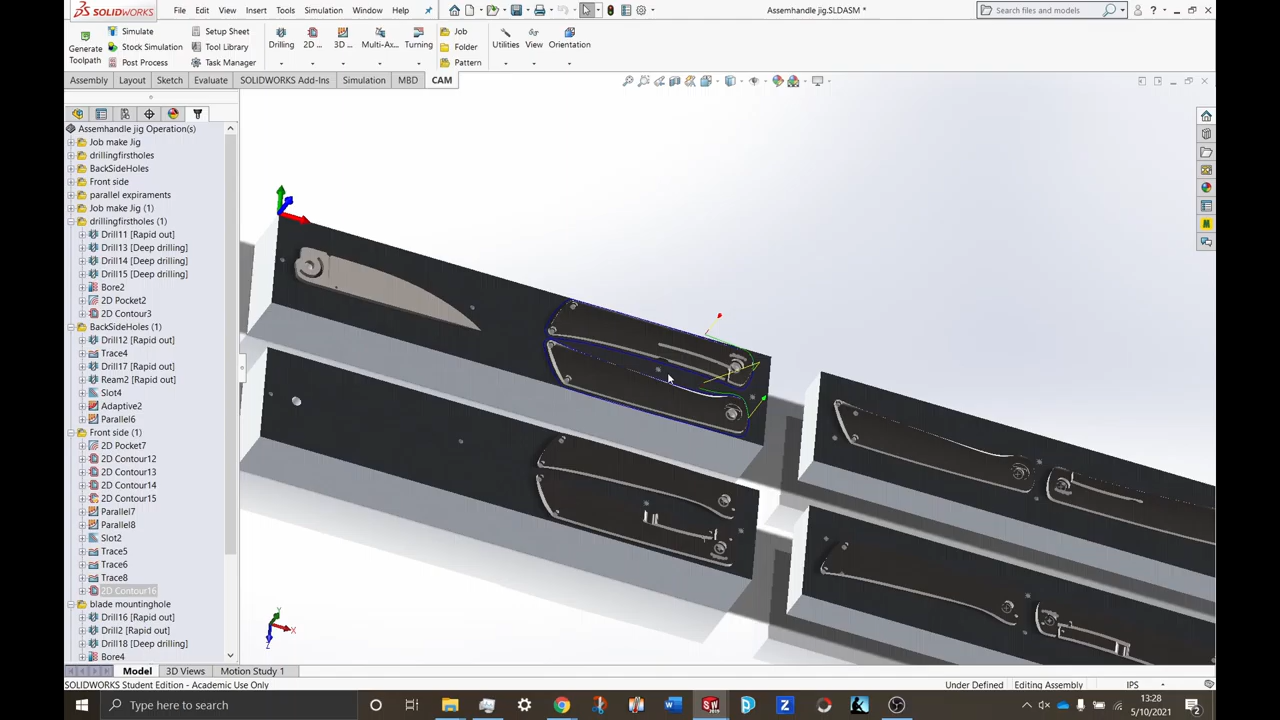 SOLIDWORKS
File
Edit
View
Insert
Tools
Simulation
Window
Help
Assemhandle jig.SLDASM *
Search files and models
Generate Toolpath
Simulate
Stock Simulation
Post Process
Setup Sheet
Tool Library
Task Manager
Drilling
2D ...
3D ...
Multi-Ax...
Turning
Job
Folder
Pattern
Utilities
View
Orientation
Assembly
Layout
Sketch
Evaluate
SOLIDWORKS Add-Ins
Simulation
MBD
CAM
Assemhandle jig Operation(s)
Job make Jig
drillingfirstholes
BackSideHoles
Front side
parallel expiraments
Job make Jig (1)
drillingfirstholes (1)
Drill11 [Rapid out]
Drill13 [Deep drilling]
Drill14 [Deep drilling]
Drill15 [Deep drilling]
Bore2
2D Pocket2
2D Contour3
BackSideHoles (1)
Drill12 [Rapid out]
Trace4
Drill17 [Rapid out]
Ream2 [Rapid out]
Slot4
Adaptive2
Parallel6
Front side (1)
2D Pocket7
2D Contour12
2D Contour13
2D Contour14
2D Contour15
Parallel7
Parallel8
Slot2
Trace5
Trace6
Trace8
2D Contour16
blade mountinghole
Drill16 [Rapid out]
Drill2 [Rapid out]
Drill18 [Deep drilling]
Bore4
Y
X
Z
Model
3D Views
Motion Study 1
SOLIDWORKS Student Edition - Academic Use Only
Under Defined
Editing Assembly
IPS
Type here to search
13:28
5/10/2021